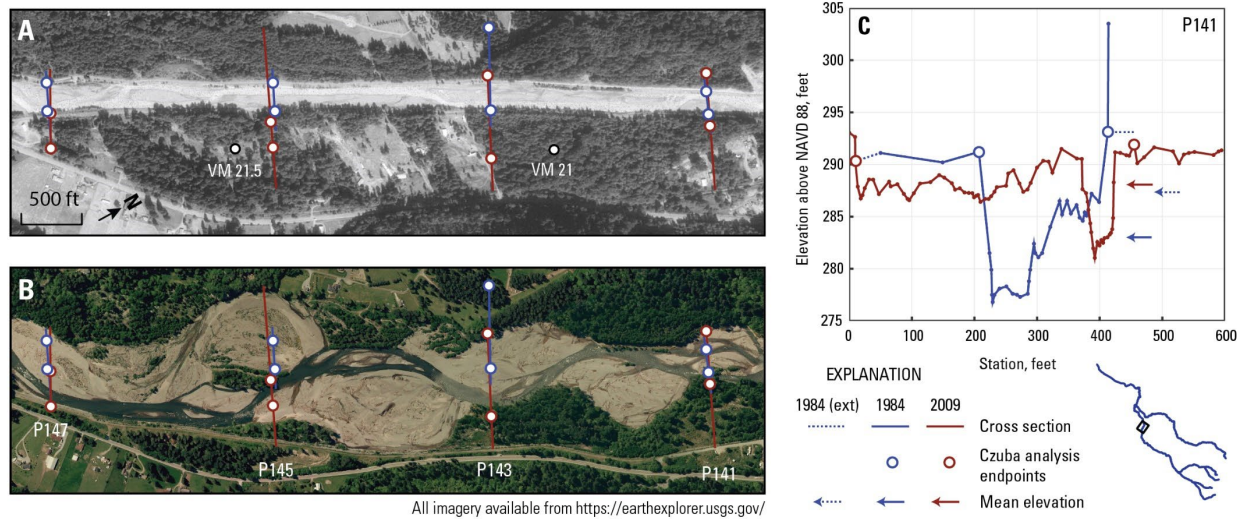 A
VM 21.5
VM 21
500 ft
N
B
P147
P145
P143
P141
All imagery available from https://earthexplorer.usgs.gov/
C
P141
305
300
295
290
285
280
275
Elevation above NAVD 88, feet
0
100
200
300
400
500
600
Station, feet
EXPLANATION
1984 (ext) 1984 2009
Cross section
Czuba analysis
endpoints
Mean elevation